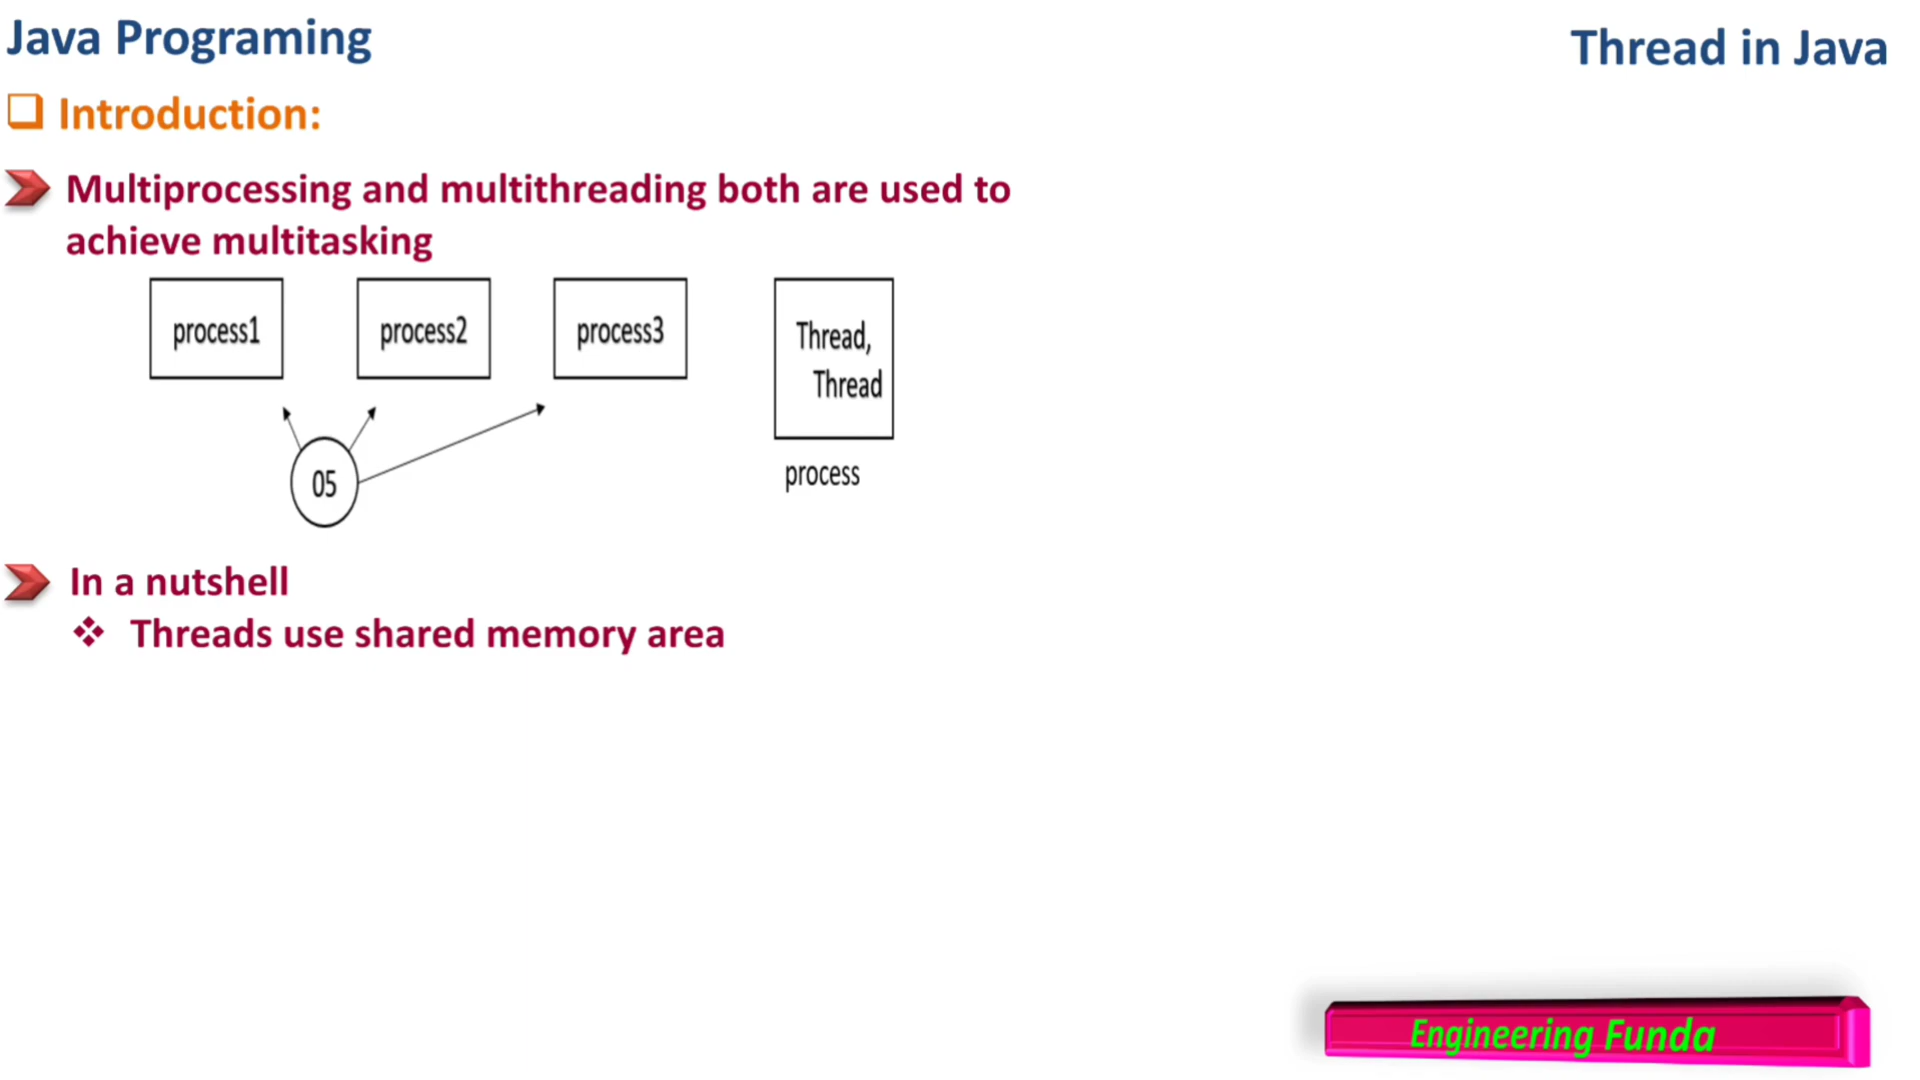 Java Programing
Thread in Java
Introduction:
Multiprocessing and multithreading both are used to
achieve multitasking
process1
process2
process3
Thread,
Thread
05
process
In a nutshell
Threads use shared memory area
Engineering Funda